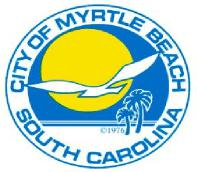 CITY OF MYRTLE BEACH
©1976
SOUTH CAROLINA